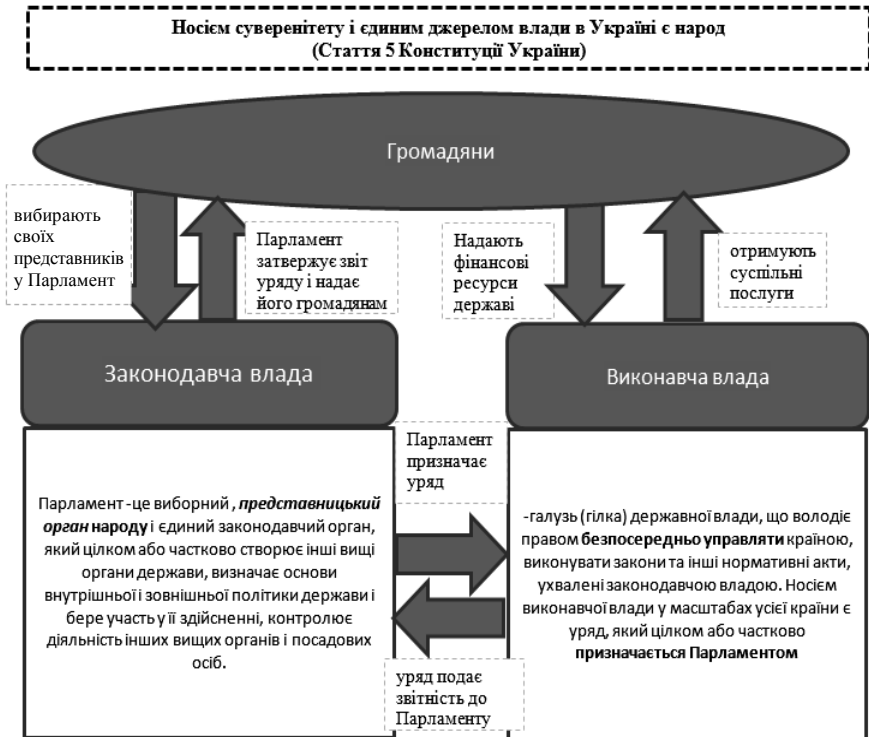 Носієм суверенітету і єдиним джерелом влади в Україні є народ
(Стаття 5 Конституції України)
Громадяни
вибирають
своїх
представників
у Парламент
Парламент
затвержує звіт
уряду і надає
його громадянам
Надають
фінансові
ресурси
державі
отримують
суспільні
послуги
Законодавча влада
Виконавча влада
Парламент
призначає
уряд
Парламент -це виборний , представницький
орган народу і єдиний законодавчий орган,
який цілком або частково створює інші вищі
органи держави, визначає основи
внутрішньої і зовнішньої політики держави і
бере участь у її здійсненні, контролює
діяльність інших вищих органів і посадових
осіб.
-галузь (гілка) державної влади, що володіє
правом безпосередньо управляти країною,
виконувати закони та інші нормативні акти,
ухвалені законодавчою владою. Носієм
виконавчої влади у масштабах усієї країни є
уряд, який цілком або частково
призначається Парламентом
уряд подає
звітність до
Парламенту